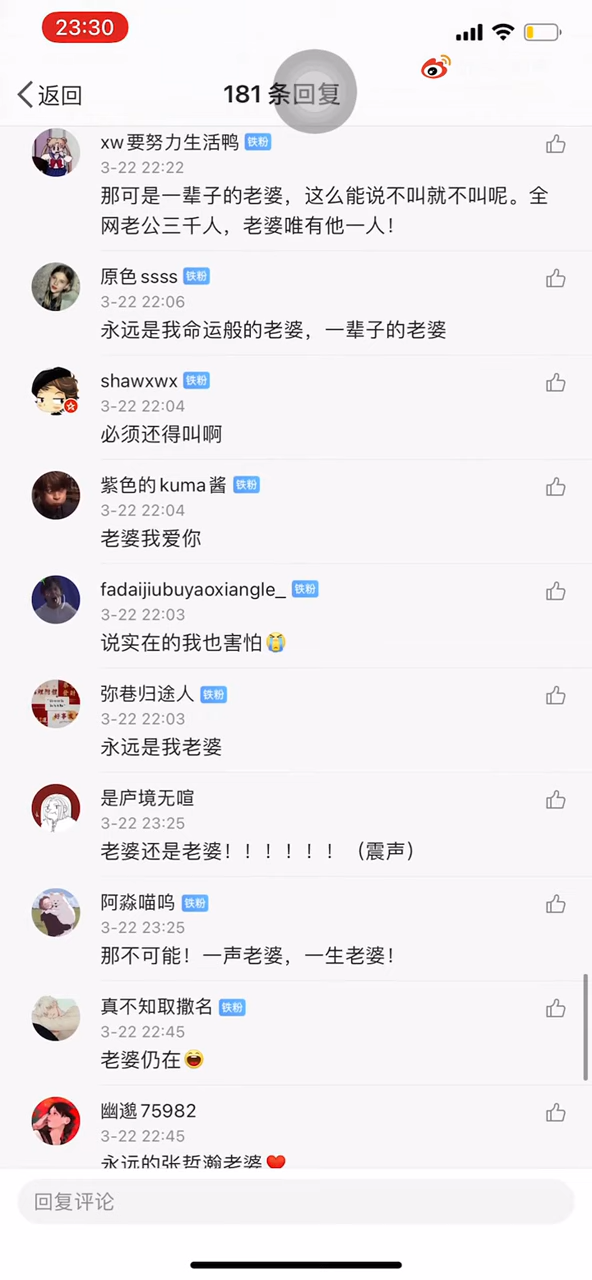 23:30
返回
181 条回复
xw要努力生活鸭 铁粉
3-22 22:22
那可是一辈子的老婆，这么能说不叫就不叫呢。全
网老公三千人，老婆唯有他一人！
原色ssss 铁粉
3-22 22:06
永远是我命运般的老婆，一辈子的老婆
shawxwx 铁粉
3-22 22:04
必须还得叫啊
紫色的kuma酱 铁粉
3-22 22:04
老婆我爱你
fadaijiubuyaoxiangle_ 铁粉
3-22 22:03
说实在的我也害怕😭
弥巷归途人 铁粉
3-22 22:03
永远是我老婆
是庐境无喧
3-22 23:25
老婆还是老婆！！！！！！（震声）
阿淼喵呜 铁粉
3-22 23:25
那不可能！一声老婆，一生老婆！
真不知取撒名 铁粉
3-22 22:45
老婆仍在😄
幽邈75982
3-22 22:45
永远的张哲瀚老婆❤️
回复评论